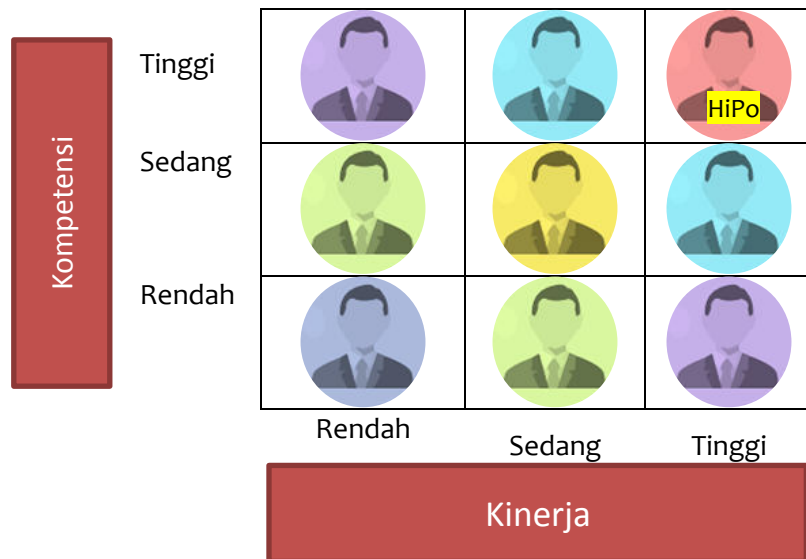 Kompetensi
Tinggi
Sedang
Rendah
HiPo
Rendah
Sedang
Tinggi
Kinerja